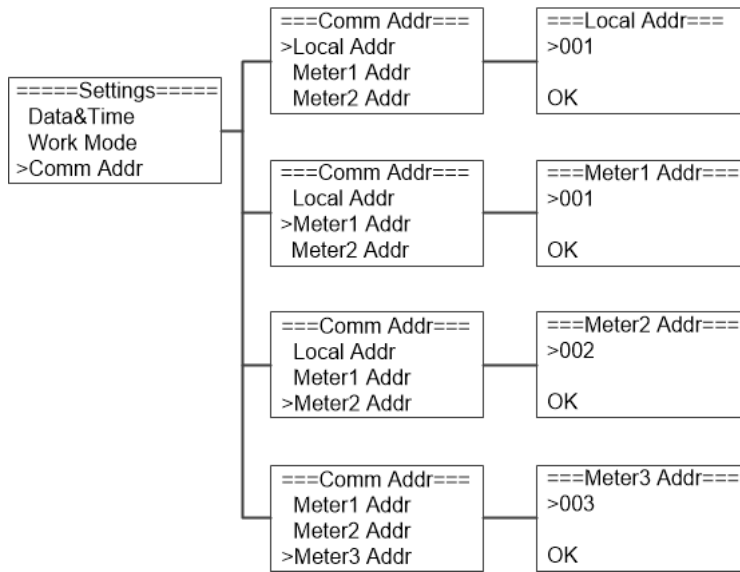 =====Settings=====
Data&Time
Work Mode
>Comm Addr
===Comm Addr===
>Local Addr
Meter1 Addr
Meter2 Addr
===Local Addr===
>001
OK
===Comm Addr===
Local Addr
>Meter1 Addr
Meter2 Addr
===Meter1 Addr===
>001
OK
===Comm Addr===
Local Addr
Meter1 Addr
>Meter2 Addr
===Meter2 Addr===
>002
OK
===Comm Addr===
Meter1 Addr
Meter2 Addr
>Meter3 Addr
===Meter3 Addr===
>003
OK